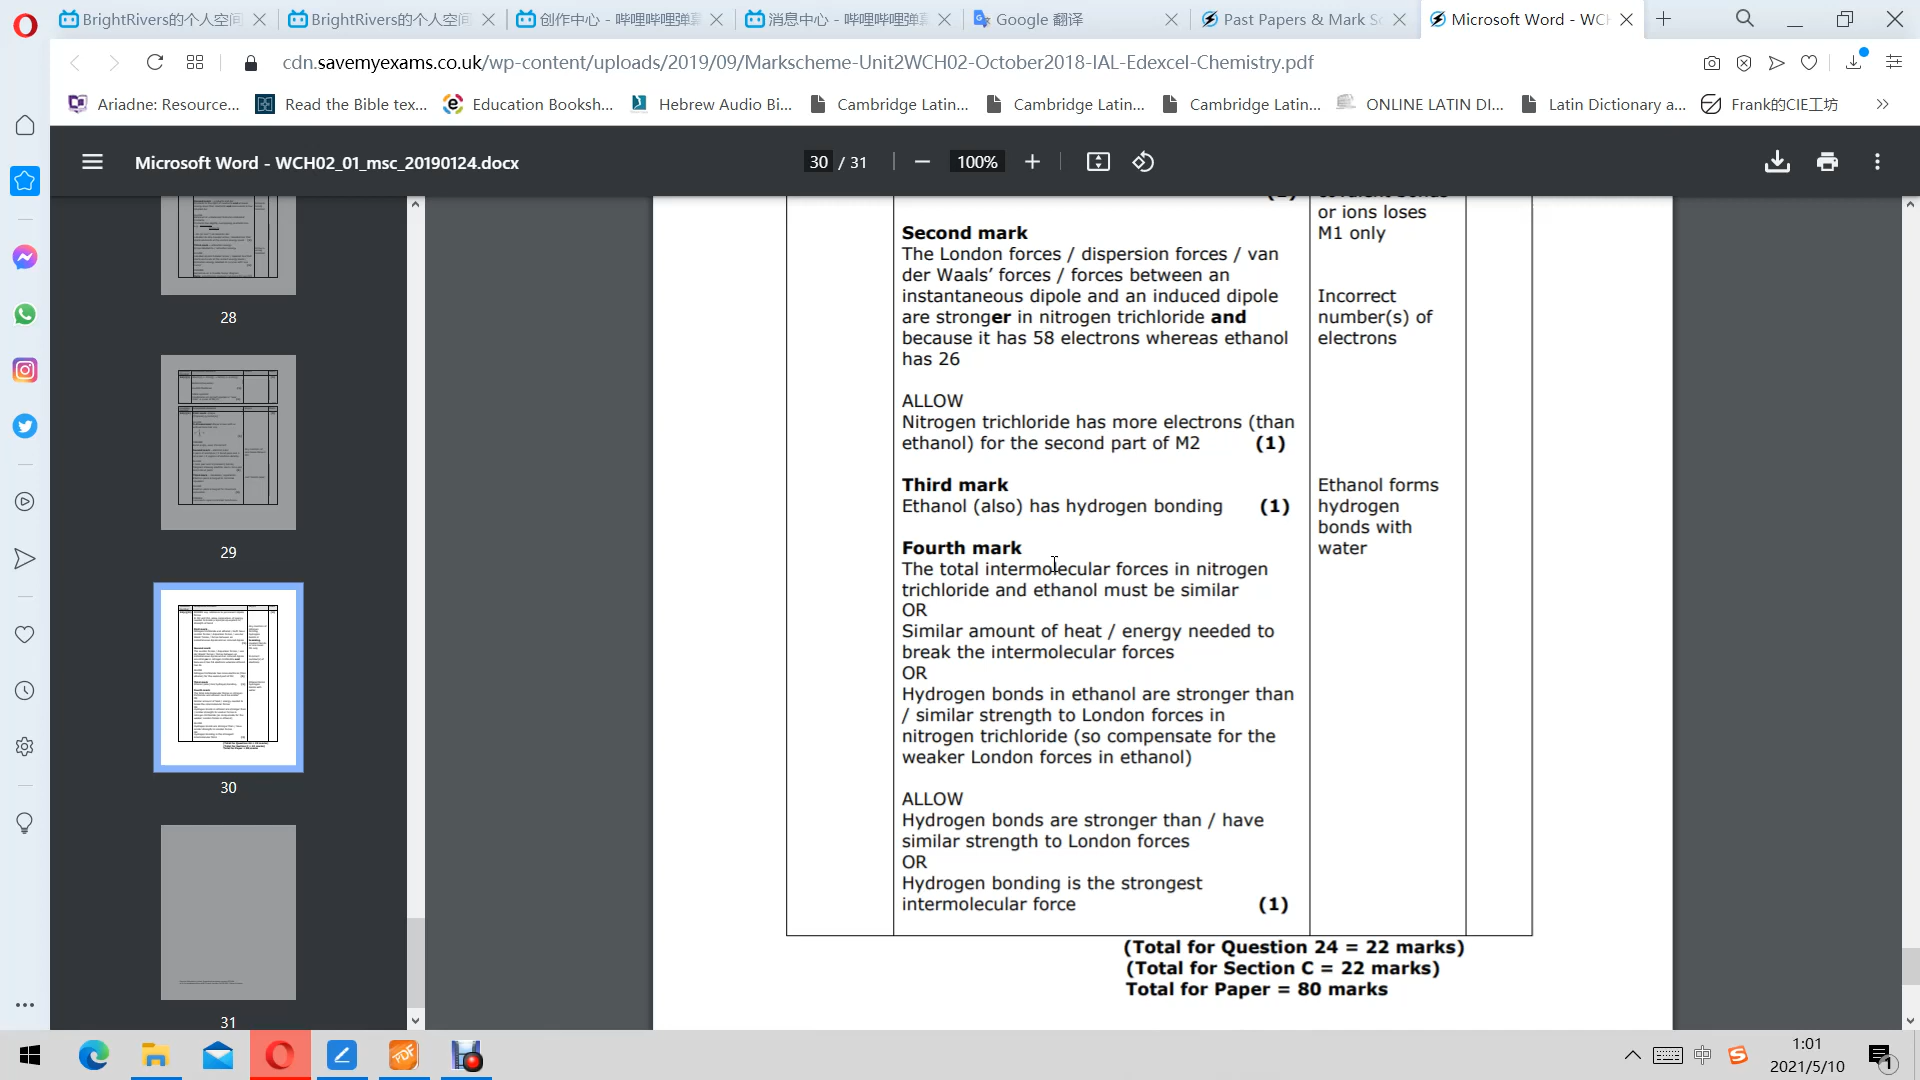 BrightRivers的个人空间
BrightRivers的个人空间
创作中心 - 哔哩哔哩弹幕
消息中心 - 哔哩哔哩弹幕
Google 翻译
Past Papers & Mark Sc
Microsoft Word - WCH
cdn.savemyexams.co.uk/wp-content/uploads/2019/09/Markscheme-Unit2WCH02-October2018-IAL-Edexcel-Chemistry.pdf
Ariadne: Resource...
Read the Bible tex...
Education Booksh...
Hebrew Audio Bi...
Cambridge Latin...
Cambridge Latin...
Cambridge Latin...
ONLINE LATIN DI...
Latin Dictionary a...
Frank的CIE工坊
Microsoft Word - WCH02_01_msc_20190124.docx
30 / 31
100%
28
29
30
31
Second mark
The London forces / dispersion forces / van
der Waals’ forces / forces between an
instantaneous dipole and an induced dipole
are stronger in nitrogen trichloride and
because it has 58 electrons whereas ethanol
has 26
ALLOW
Nitrogen trichloride has more electrons (than
ethanol) for the second part of M2 (1)
Third mark
Ethanol (also) has hydrogen bonding (1)
Fourth mark
The total intermolecular forces in nitrogen
trichloride and ethanol must be similar
OR
Similar amount of heat / energy needed to
break the intermolecular forces
OR
Hydrogen bonds in ethanol are stronger than
/ similar strength to London forces in
nitrogen trichloride (so compensate for the
weaker London forces in ethanol)
ALLOW
Hydrogen bonds are stronger than / have
similar strength to London forces
OR
Hydrogen bonding is the strongest
intermolecular force (1)
or ions loses
M1 only
Incorrect
number(s) of
electrons
Ethanol forms
hydrogen
bonds with
water
(Total for Question 24 = 22 marks)
(Total for Section C = 22 marks)
Total for Paper = 80 marks
PDF
中
1:01
2021/5/10
1